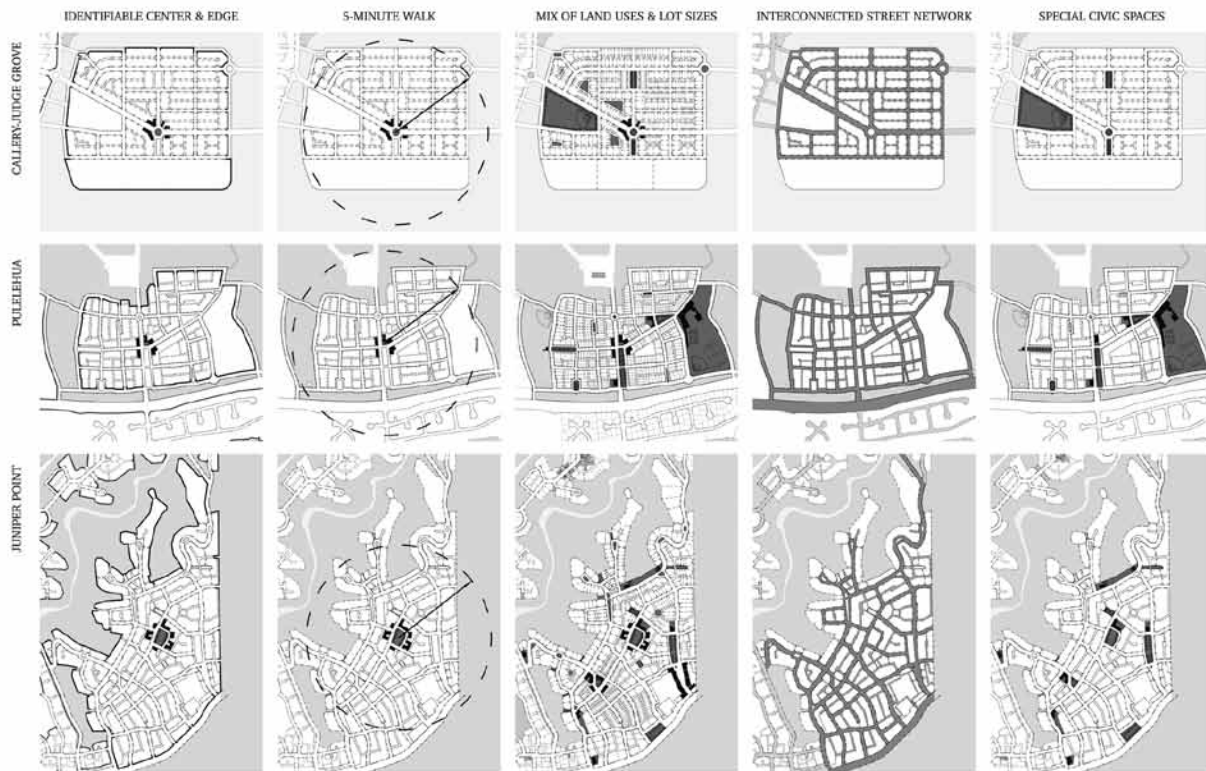 IDENTIFIABLE CENTER & EDGE
5-MINUTE WALK
MIX OF LAND USES & LOT SIZES
INTERCONNECTED STREET NETWORK
SPECIAL CIVIC SPACES
CALLERY-JUDGE GROVE
PULELEHUA
JUNIPER POINT